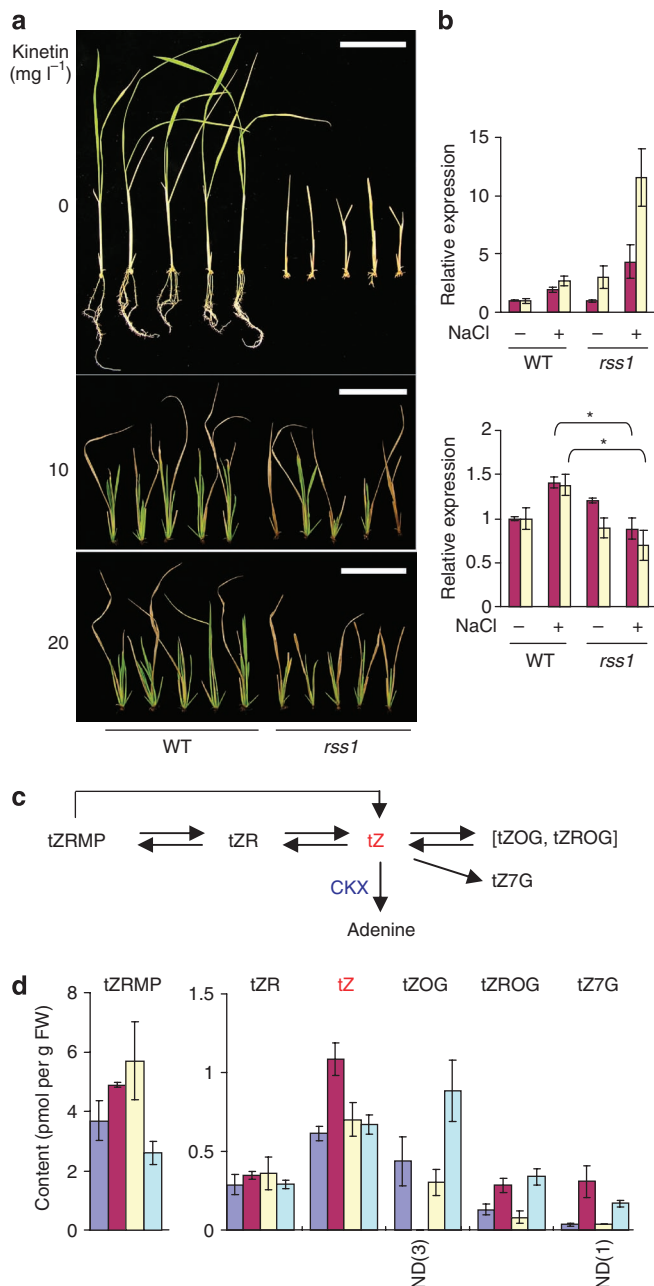 a
Kinetin
(mg l⁻¹)
0
10
20
WT
rss1
b
Relative expression
15
10
5
0
NaCl
− + − +
WT
rss1
Relative expression
2
1.5
1
0.5
0
*
*
NaCl
− + − +
WT
rss1
c
tZRMP
tZR
tZ
[tZOG, tZROG]
tZ7G
CKX
Adenine
d
tZRMP
tZR
tZ
tZOG
tZROG
tZ7G
Content (pmol per g FW)
8
6
4
2
0
1.5
1
0.5
0
ND(3)
ND(1)